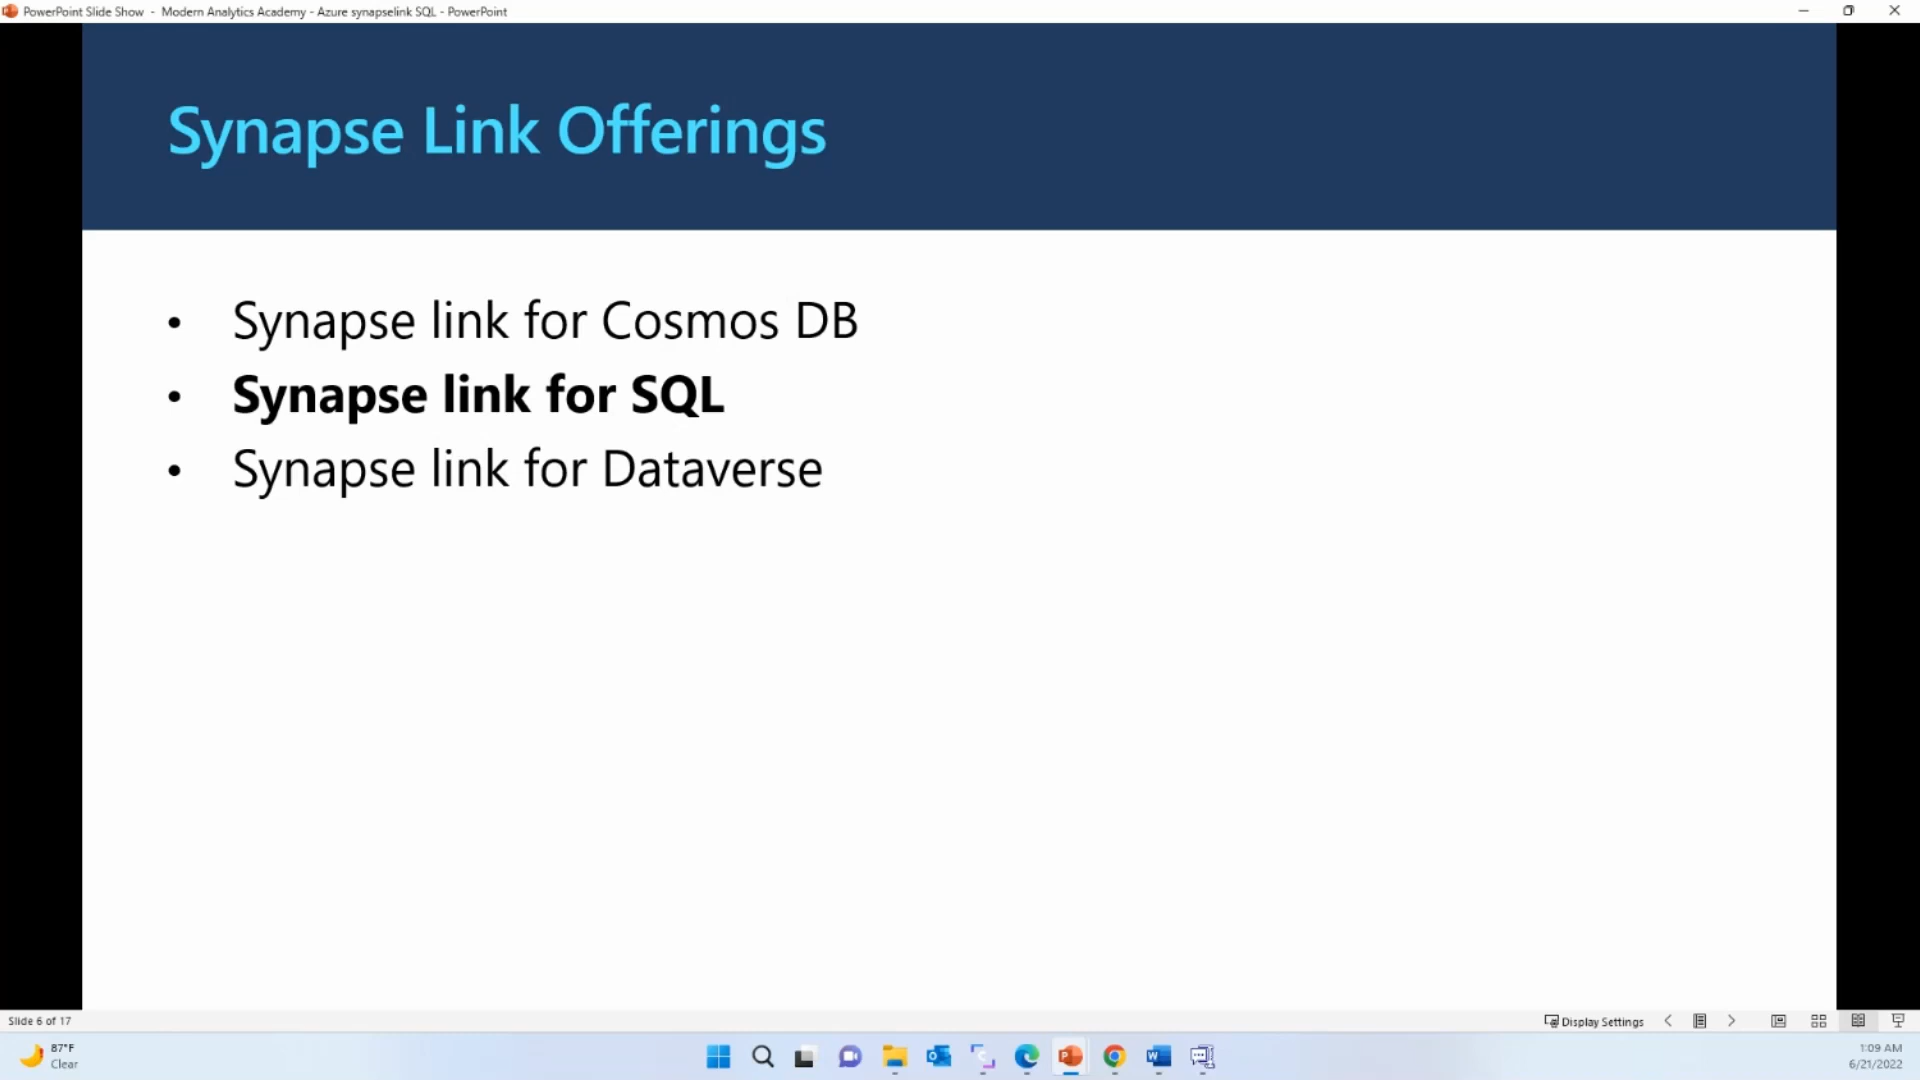 PowerPoint Slide Show - Modern Analytics Academy - Azure synapselink SQL - PowerPoint
Synapse Link Offerings
• Synapse link for Cosmos DB
• Synapse link for SQL
• Synapse link for Dataverse
Slide 6 of 17
Display Settings
87°F
Clear
1:09 AM
6/21/2022